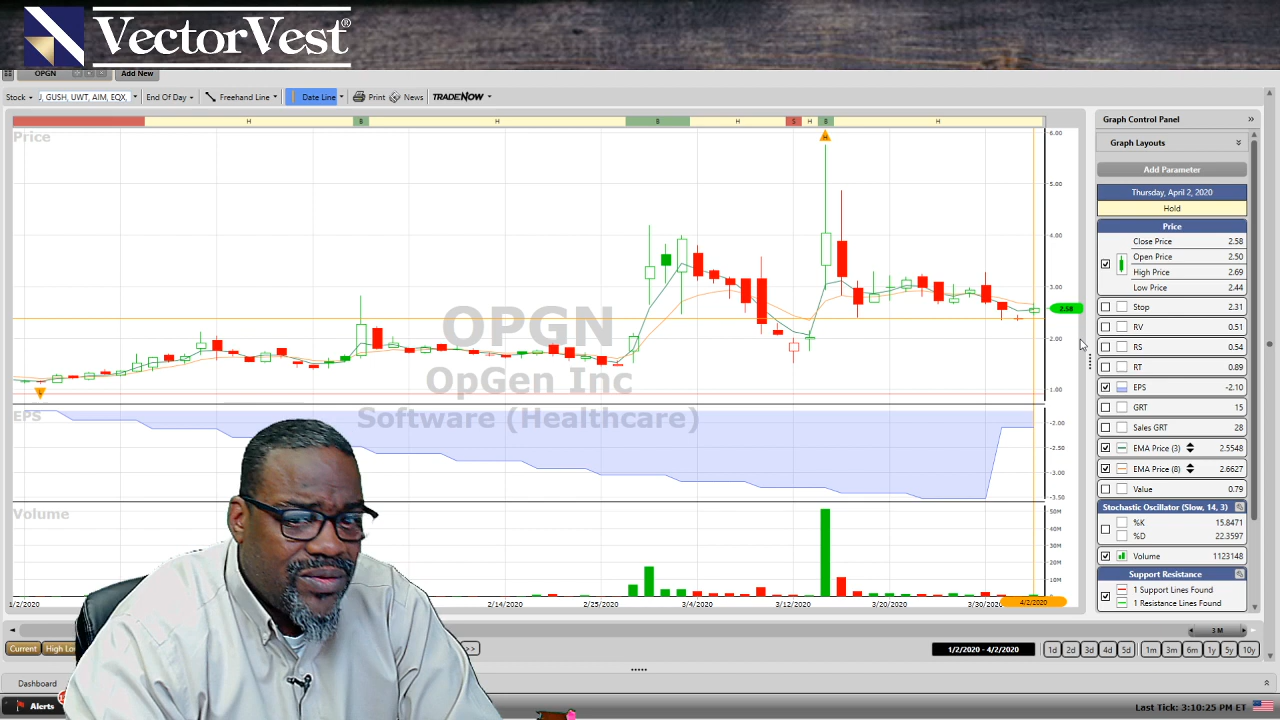 VectorVest®
OPGN
Add New
Stock
J, GUSH, UWT, AIM, EQX,
End Of Day
Freehand Line
Date Line
Print
News
TRADENOW
H
B
H
B
H
S
H
B
H
Price
6.00
5.00
4.00
3.00
2.58
2.00
1.00
OPGN
OpGen Inc
Software (Healthcare)
EPS
-2.00
-2.50
-3.00
-3.50
Volume
50M
40M
30M
20M
10M
1/2/2020
2/14/2020
2/25/2020
3/4/2020
3/12/2020
3/20/2020
3/30/2020
4/2/2020
3 M
Current
High Lo
>>
1/2/2020 - 4/2/2020
1d 2d 3d 4d 5d
1m 3m 6m 1y 5y 10y
Graph Control Panel
Graph Layouts
Add Parameter
Thursday, April 2, 2020
Hold
Price
Close Price 2.58
Open Price 2.50
High Price 2.69
Low Price 2.44
Stop 2.31
RV 0.51
RS 0.54
RT 0.89
EPS -2.10
GRT 15
Sales GRT 28
EMA Price (3) 2.5548
EMA Price (8) 2.6627
Value 0.79
Stochastic Oscillator (Slow, 14, 3)
%K 15.8471
%D 22.3597
Volume 1123148
Support Resistance
1 Support Lines Found
1 Resistance Lines Found
Dashboard
Alerts
Last Tick: 3:10:25 PM